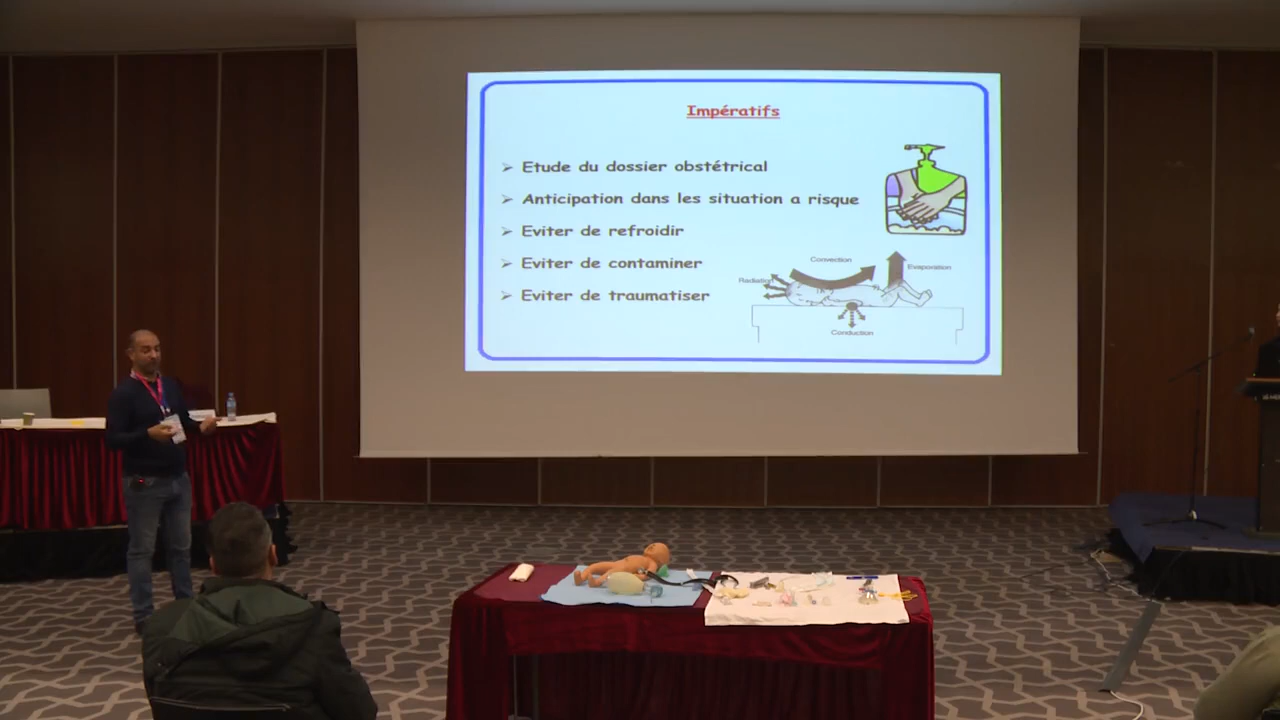 Impératifs
Etude du dossier obstétrical
Anticipation dans les situation a risque
Eviter de refroidir
Eviter de contaminer
Eviter de traumatiser
Convection
Evaporation
Radiation
Conduction